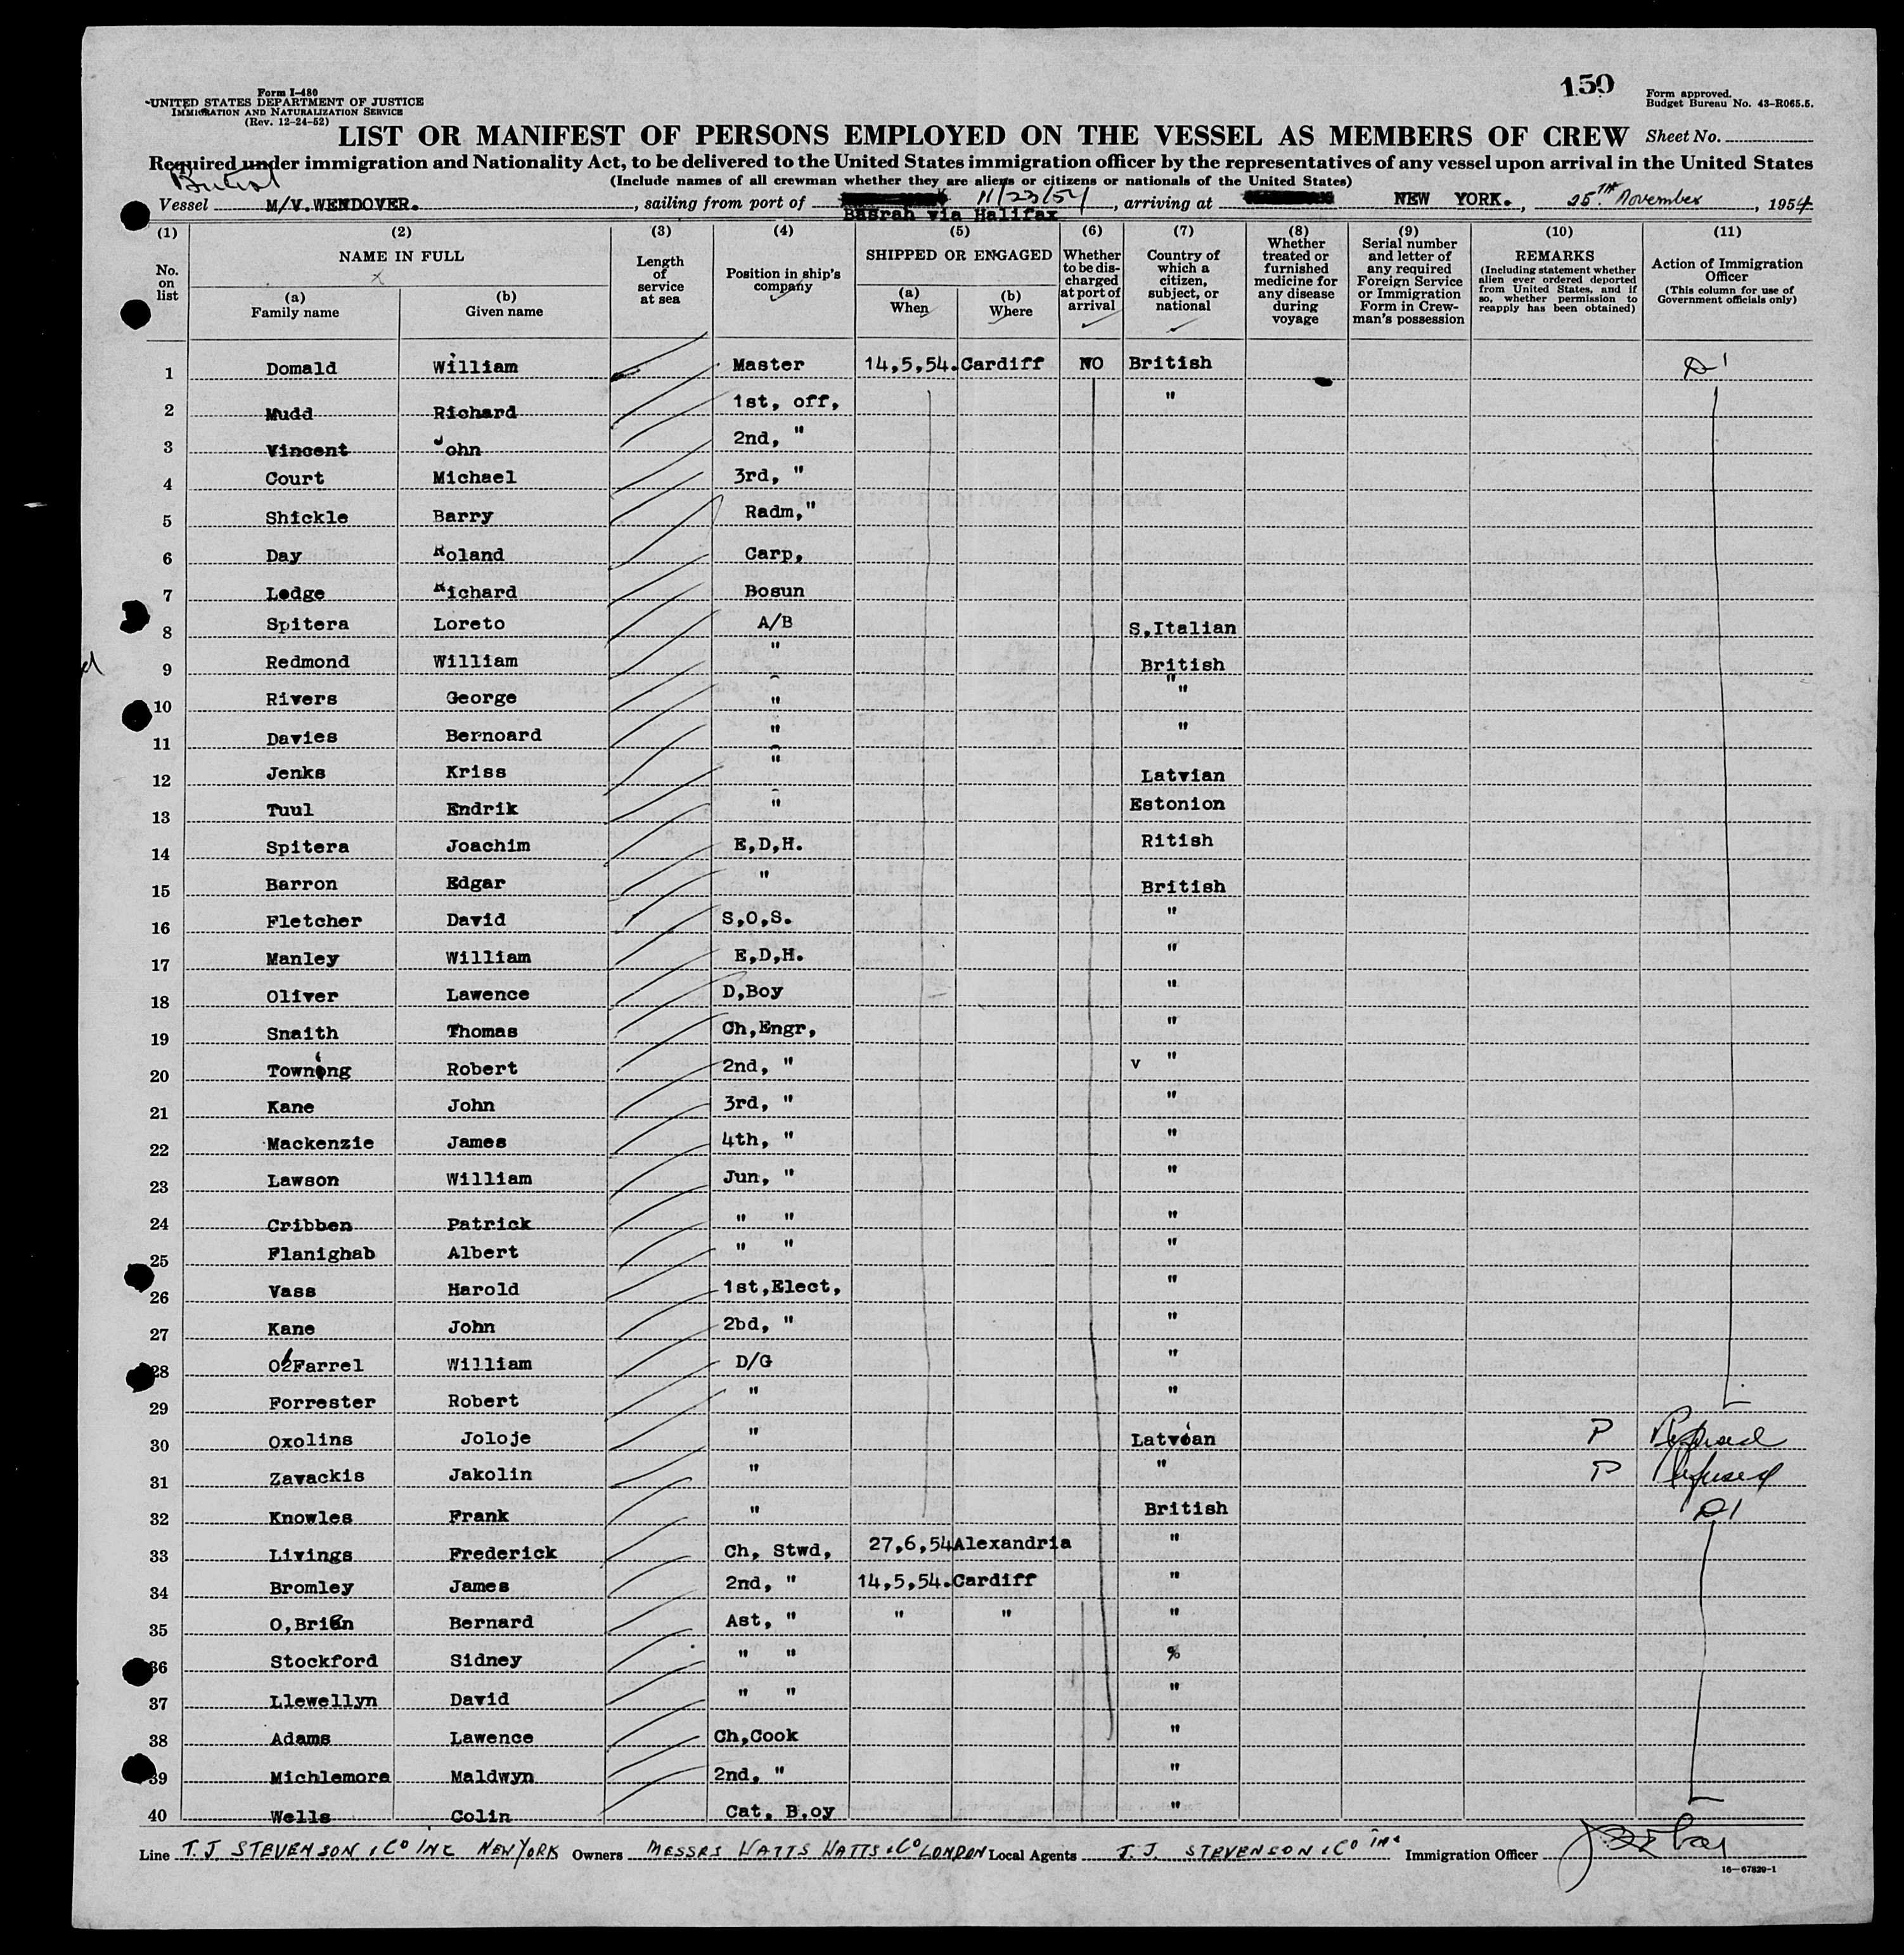 150
Form I-480
UNITED STATES DEPARTMENT OF JUSTICE
IMMIGRATION AND NATURALIZATION SERVICE
(Rev. 12-24-52)
Form approved.
Budget Bureau No. 43-R065.5.
LIST OR MANIFEST OF PERSONS EMPLOYED ON THE VESSEL AS MEMBERS OF CREW Sheet No.
Required under immigration and Nationality Act, to be delivered to the United States immigration officer by the representatives of any vessel upon arrival in the United States
(Include names of all crewman whether they are aliens or citizens or nationals of the United States)
British
Vessel M/V.WENDOVER. , sailing from port of 11/23/54 , arriving at NEW YORK. , 25TH November , 1954
Basrah via Halifax
(1) (2) (3) (4) (5) (6) (7) (8) (9) (10) (11)
No. on list
NAME IN FULL
(a) Family name
(b) Given name
Length of service at sea
Position in ship's company
SHIPPED OR ENGAGED
(a) When
(b) Where
Whether to be discharged at port of arrival
Country of which a citizen, subject, or national
Whether treated or furnished medicine for any disease during voyage
Serial number and letter of any required Foreign Service or Immigration Form in Crewman's possession
REMARKS
(Including statement whether alien ever ordered deported from United States, and if so, whether permission to reapply has been obtained)
Action of Immigration Officer
(This column for use of Government officials only)
1 Domald William Master 14,5,54. Cardiff NO British D-1
2 Mudd Richard 1st, off, "
3 Vincent John 2nd, "
4 Court Michael 3rd, "
5 Shickle Barry Radm,"
6 Day Roland Carp,
7 Lodge Richard Bosun
8 Spitera Loreto A/B S,Italian
9 Redmond William " British
10 Rivers George " "
11 Davies Bernoard " "
12 Jenks Kriss " Latvian
13 Tuul Endrik " Estonion
14 Spitera Joachim E,D,H. Ritish
15 Barron Edgar " British
16 Fletcher David S,O,S. "
17 Manley William E,D,H. "
18 Oliver Lawence D,Boy "
19 Snaith Thomas Ch,Engr, "
20 Towning Robert 2nd, " v "
21 Kane John 3rd, " "
22 Mackenzie James 4th, " "
23 Lawson William Jun, " "
24 Cribben Patrick " " "
25 Flanighab Albert " " "
26 Vass Harold 1st,Elect, "
27 Kane John 2bd, " "
28 O'Farrel William D/G "
29 Forrester Robert " "
30 Oxolins Joloje " Latvian P Refused
31 Zavackis Jakolin " " P Refused
32 Knowles Frank " British D1
33 Livings Frederick Ch, Stwd, 27,6,54 Alexandria "
34 Bromley James 2nd, " 14,5,54. Cardiff "
35 O,Brien Bernard Ast, " " " "
36 Stockford Sidney " " %
37 Llewellyn David " " "
38 Adams Lawence Ch,Cook "
39 Michlemore Maldwyn 2nd. " "
40 Wells Colin Cat. B.oy "
Line T.J. STEVENSON & Co INC NEW YORK Owners MESSRS WATTS WATTS & Co LONDON Local Agents T.J. STEVENSON & Co INC Immigration Officer
16—67829-1